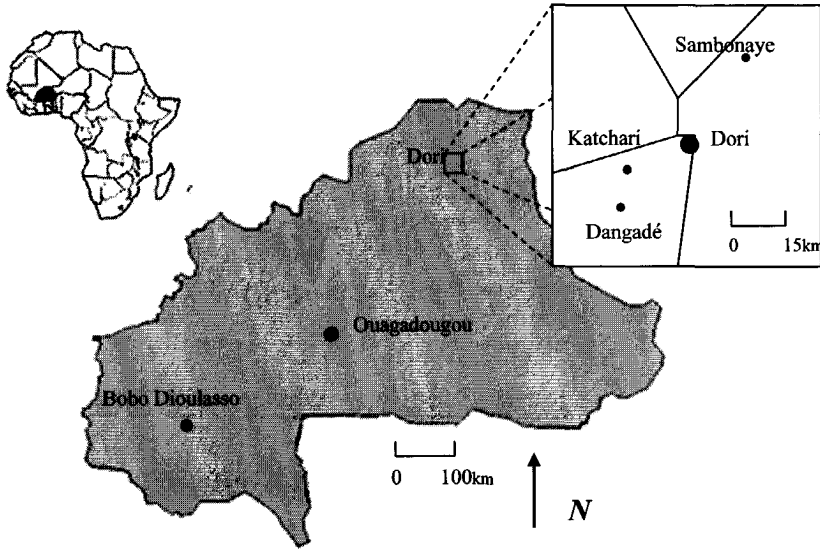 Sambonaye
Katchari
Dori
Dori
Dangadé
0 15km
Ouagadougou
Bobo Dioulasso
0 100km
N